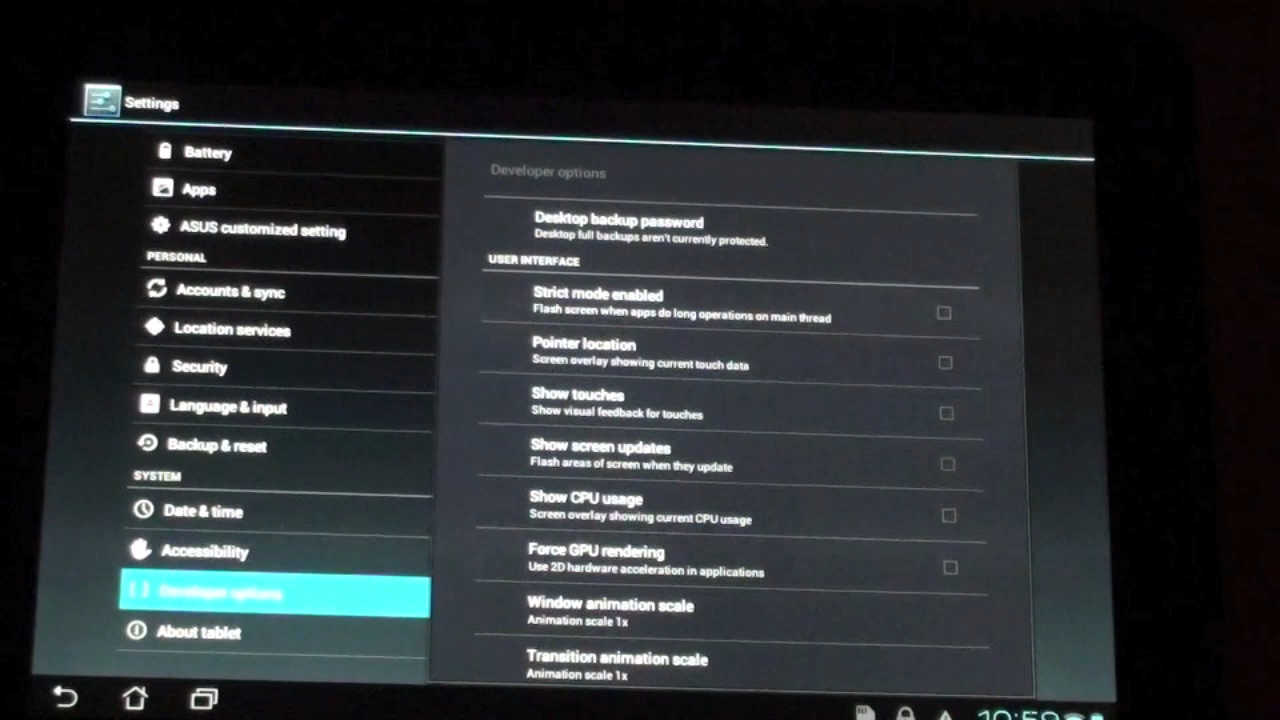 Settings
Battery
Apps
ASUS customized setting
PERSONAL
Accounts & sync
Location services
Security
Language & input
Backup & reset
SYSTEM
Date & time
Accessibility
Developer options
About tablet
Developer options
Desktop backup password
Desktop full backups aren't currently protected.
USER INTERFACE
Strict mode enabled
Flash screen when apps do long operations on main thread
Pointer location
Screen overlay showing current touch data
Show touches
Show visual feedback for touches
Show screen updates
Flash areas of screen when they update
Show CPU usage
Screen overlay showing current CPU usage
Force GPU rendering
Use 2D hardware acceleration in applications
Window animation scale
Animation scale 1x
Transition animation scale
Animation scale 1x
10:59